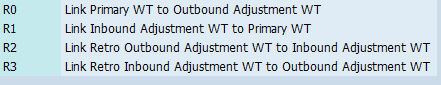 R0 Link Primary WT to Outbound Adjustment WT
R1 Link Inbound Adjustment WT to Primary WT
R2 Link Retro Outbound Adjustment WT to Inbound Adjustment WT
R3 Link Retro Inbound Adjustment WT to Outbound Adjustment WT